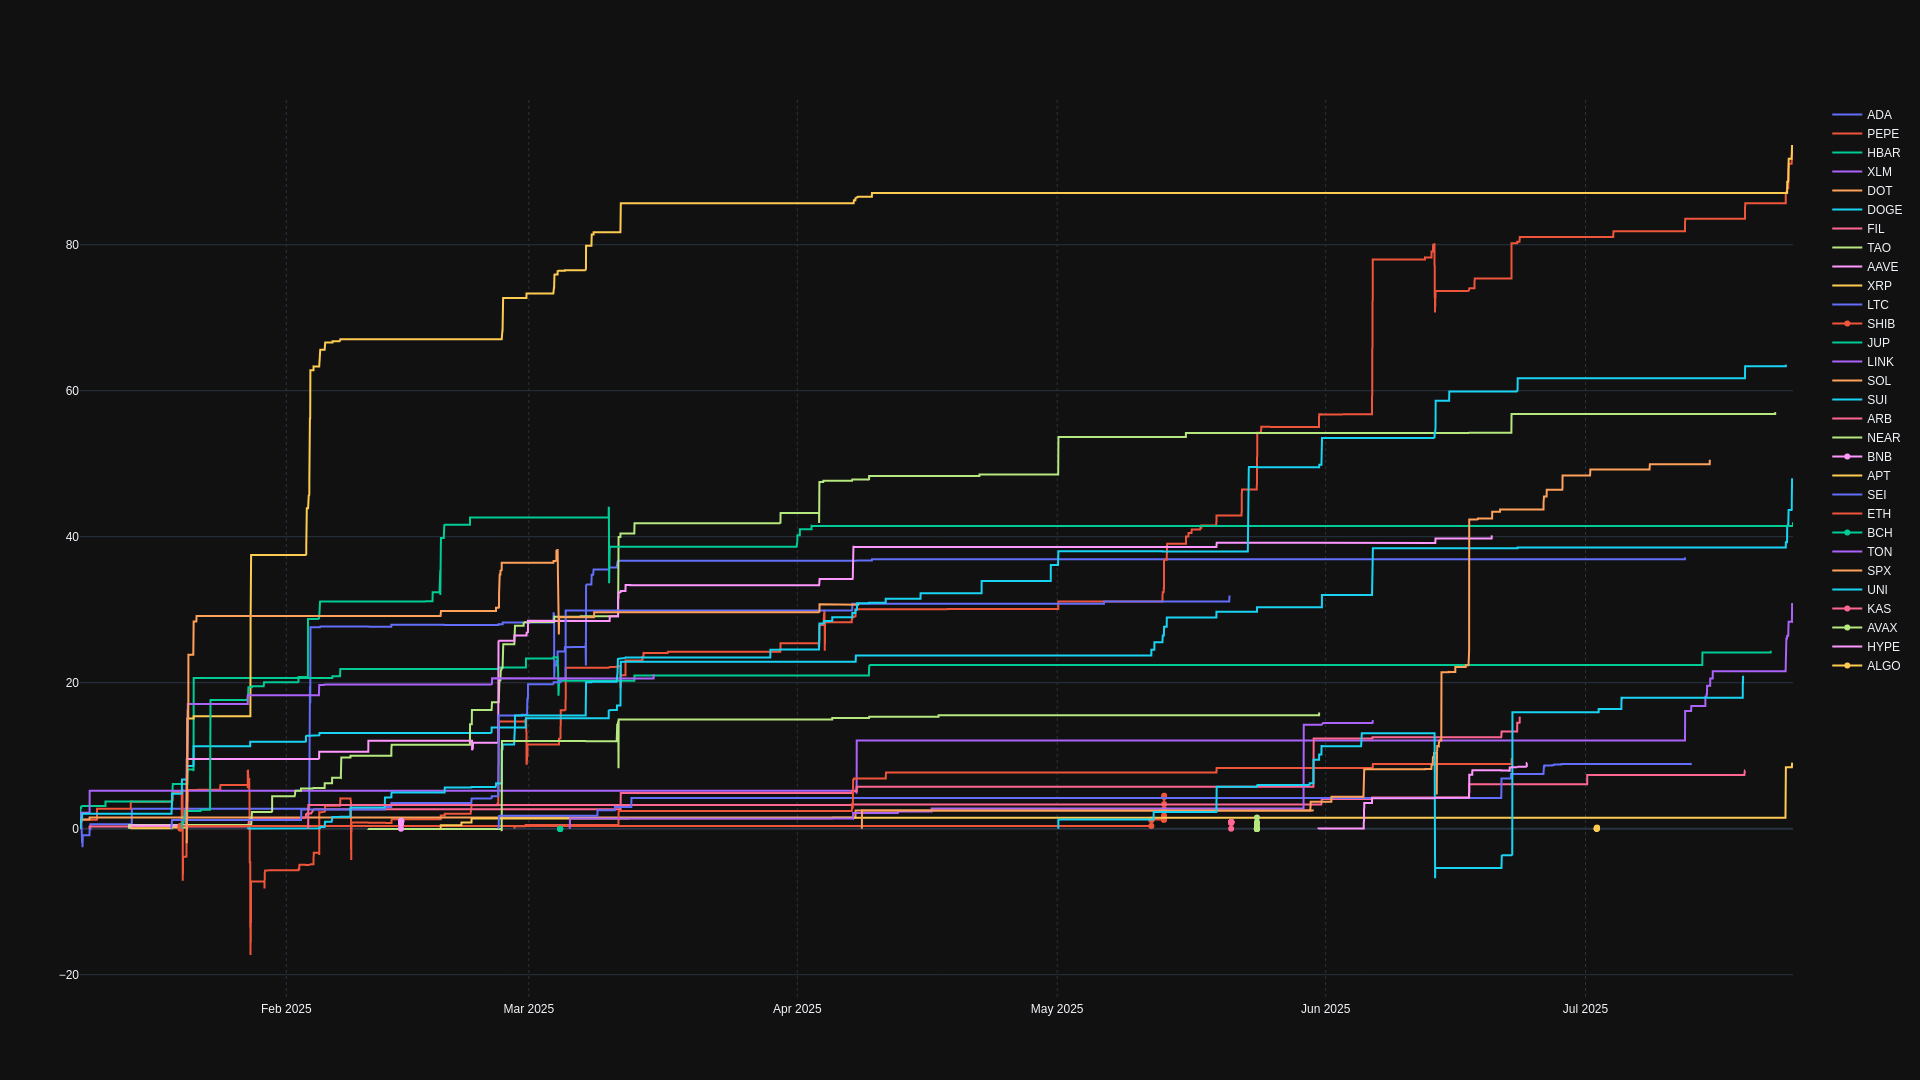 80
60
40
20
0
−20
Feb 2025
Mar 2025
Apr 2025
May 2025
Jun 2025
Jul 2025
ADA
PEPE
HBAR
XLM
DOT
DOGE
FIL
TAO
AAVE
XRP
LTC
SHIB
JUP
LINK
SOL
SUI
ARB
NEAR
BNB
APT
SEI
ETH
BCH
TON
SPX
UNI
KAS
AVAX
HYPE
ALGO